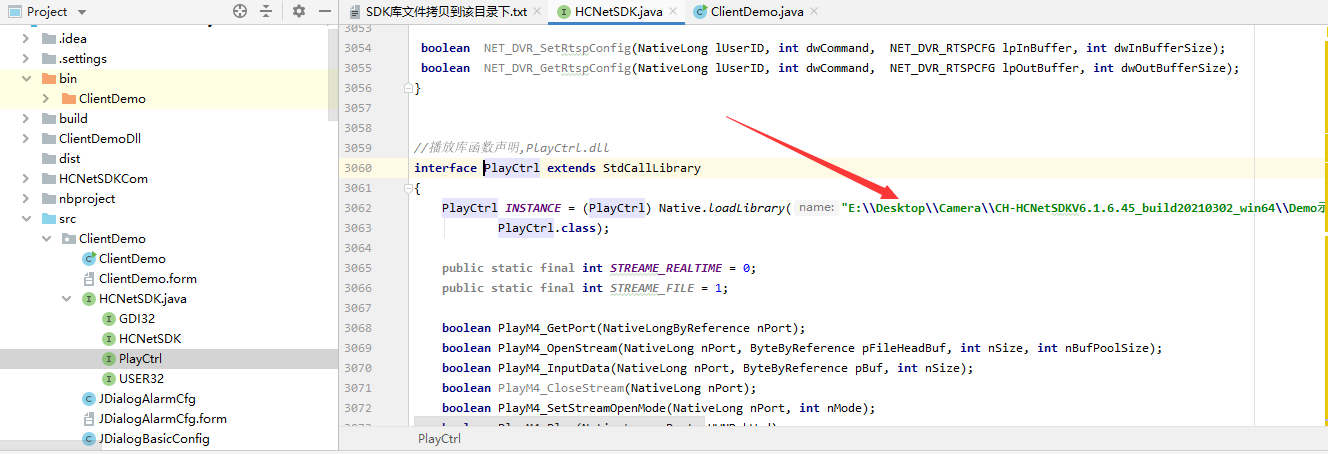 Project
SDK库文件拷贝到该目录下.txt
HCNetSDK.java
ClientDemo.java
.idea
.settings
bin
ClientDemo
build
ClientDemoDll
dist
HCNetSDKCom
nbproject
src
ClientDemo
ClientDemo
ClientDemo.form
HCNetSDK.java
GDI32
HCNetSDK
PlayCtrl
USER32
JDialogAlarmCfg
JDialogAlarmCfg.form
JDialogBasicConfig
3053
3054 boolean NET_DVR_SetRtspConfig(NativeLong lUserID, int dwCommand, NET_DVR_RTSPCFG lpInBuffer, int dwInBufferSize);
3055 boolean NET_DVR_GetRtspConfig(NativeLong lUserID, int dwCommand, NET_DVR_RTSPCFG lpOutBuffer, int dwOutBufferSize);
3056 }
3057
3058
3059 //播放库函数声明,PlayCtrl.dll
3060 interface PlayCtrl extends StdCallLibrary
3061 {
3062 PlayCtrl INSTANCE = (PlayCtrl) Native.loadLibrary( name: "E:\\Desktop\\Camera\\CH-HCNetSDKV6.1.6.45_build20210302_win64\\Demo示
3063 PlayCtrl.class);
3064
3065 public static final int STREAME_REALTIME = 0;
3066 public static final int STREAME_FILE = 1;
3067
3068 boolean PlayM4_GetPort(NativeLongByReference nPort);
3069 boolean PlayM4_OpenStream(NativeLong nPort, ByteByReference pFileHeadBuf, int nSize, int nBufPoolSize);
3070 boolean PlayM4_InputData(NativeLong nPort, ByteByReference pBuf, int nSize);
3071 boolean PlayM4_CloseStream(NativeLong nPort);
3072 boolean PlayM4_SetStreamOpenMode(NativeLong nPort, int nMode);
PlayCtrl